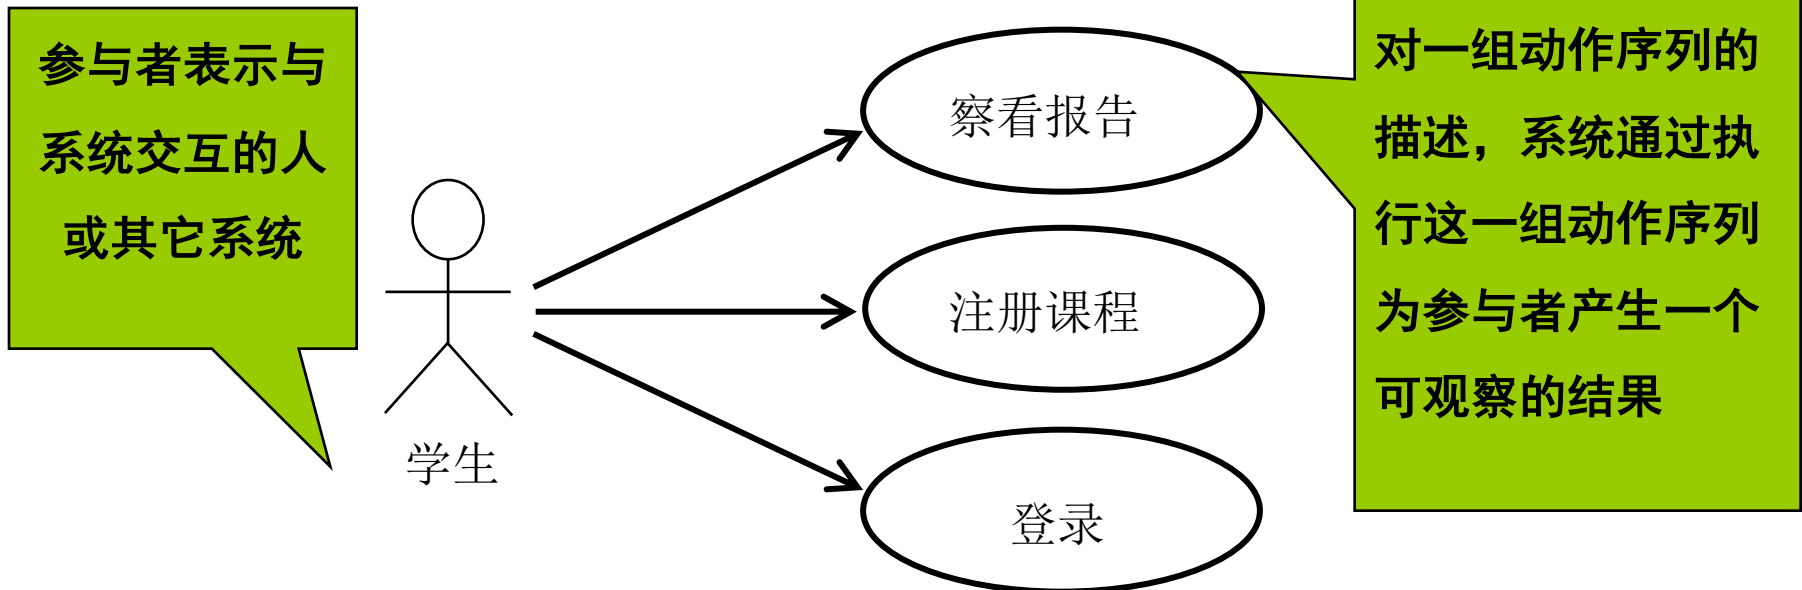 参与者表示与
系统交互的人
或其它系统
学生
察看报告
注册课程
登录
对一组动作序列的
描述，系统通过执
行这一组动作序列
为参与者产生一个
可观察的结果